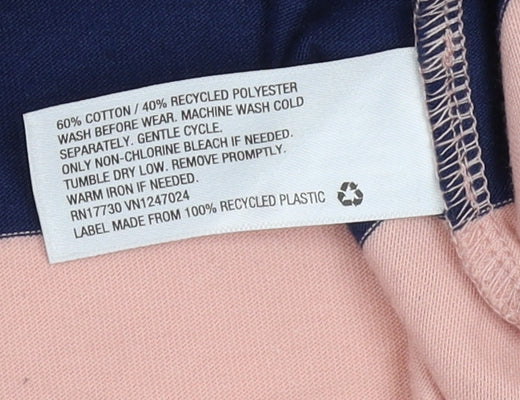 60% COTTON / 40% RECYCLED POLYESTER
WASH BEFORE WEAR. MACHINE WASH COLD
SEPARATELY. GENTLE CYCLE.
ONLY NON-CHLORINE BLEACH IF NEEDED.
TUMBLE DRY LOW. REMOVE PROMPTLY.
WARM IRON IF NEEDED.
RN17730 VN1247024
LABEL MADE FROM 100% RECYCLED PLASTIC